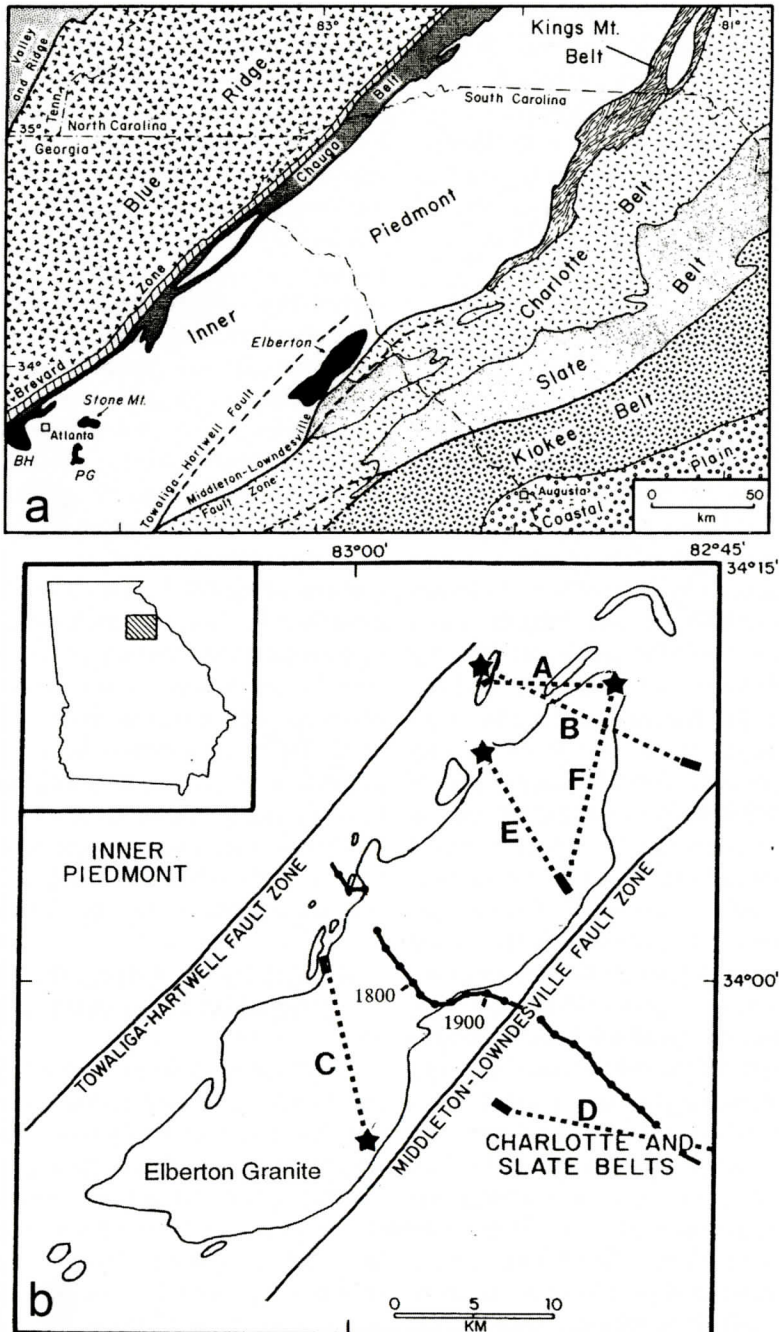 83°
81°
Valley
and Ridge
Kings Mt.
Belt
Ridge
Belt
Tenn.
South Carolina
35°
North Carolina
Georgia
Chauga
Blue
Piedmont
Belt
Zone
Charlotte
Belt
Inner
34°
Elberton
Slate
Brevard
Stone Mt.
Towaliga-Hartwell Fault
Belt
Atlanta
Middleton-Lowndesville
Fault Zone
Kiokee
BH
PG
Plain
Augusta
Coastal
0 50
km
a
83°00'
82°45'
34°15'
A
B
F
E
INNER
PIEDMONT
TOWALIGA-HARTWELL FAULT ZONE
34°00'
1800
1900
C
MIDDLETON-LOWNDESVILLE FAULT ZONE
D
CHARLOTTE AND
SLATE BELTS
Elberton Granite
0 5 10
KM
b